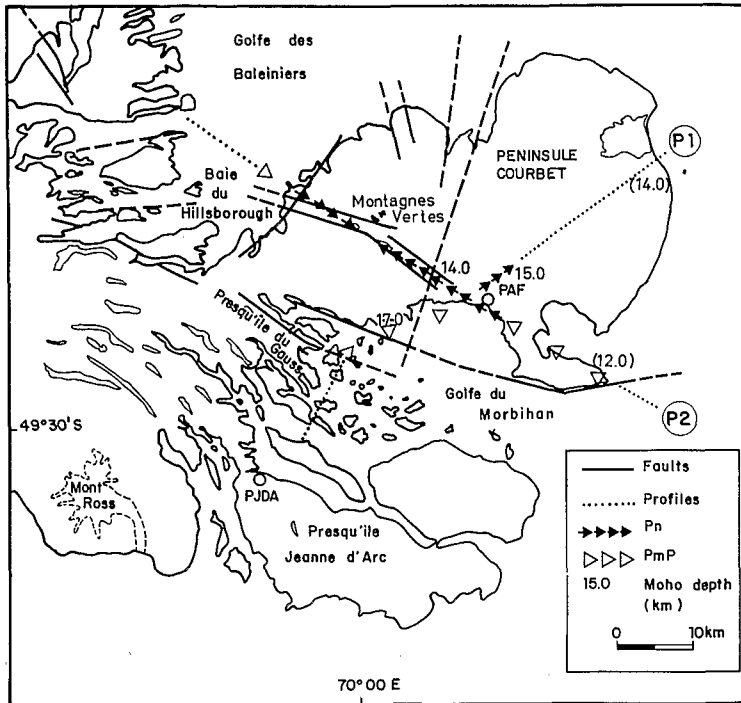 Golfe des
Baleiniers
P1
PENINSULE
COURBET
(14.0)
Baie
du
Hillsborough
Montagnes
Vertes
14.0
15.0
PAF
17.0
Presqu'ile du
Gauss
(12.0)
Golfe du
Morbihan
P2
49°30' S
Mont
Ross
PJDA
Presqu'ile
Jeanne d'Arc
Faults
Profiles
Pn
PmP
15.0 Moho depth
(km)
0 10km
70°00 E